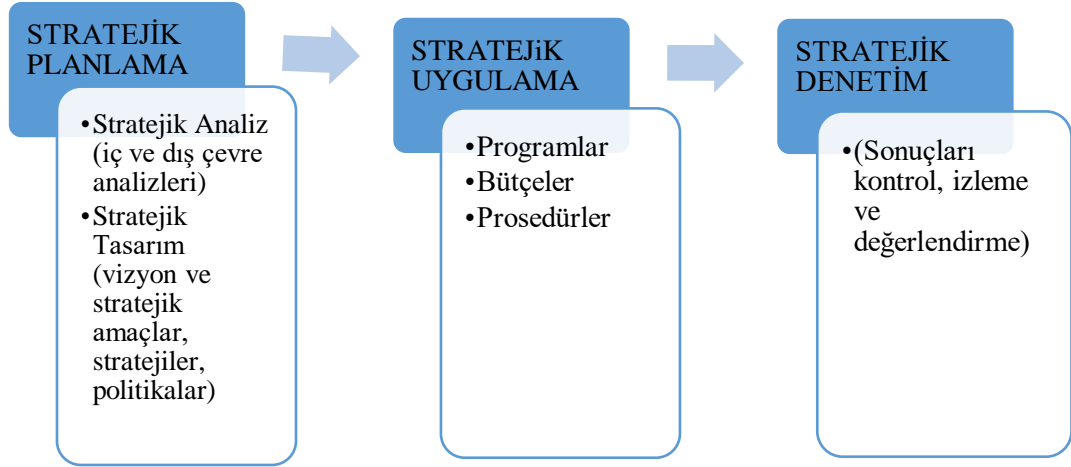 STRATEJİK
PLANLAMA
•Stratejik Analiz
(iç ve dış çevre
analizleri)
•Stratejik
Tasarım
(vizyon ve
stratejik
amaçlar,
stratejiler,
politikalar)
STRATEJiK
UYGULAMA
•Programlar
•Bütçeler
•Prosedürler
STRATEJİK
DENETİM
•(Sonuçları
kontrol, izleme
ve
değerlendirme)